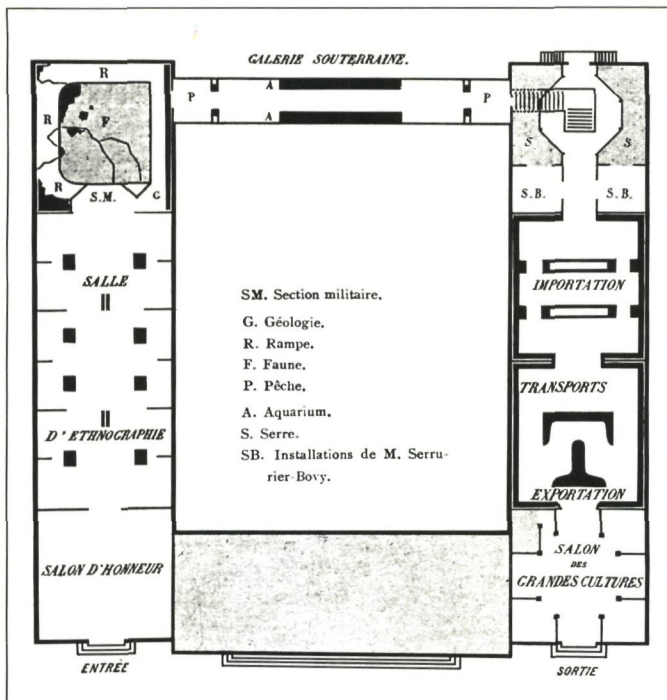 GALERIE SOUTERRAINE.
R
P
A
P
R
F
A
S
S
R
S.M.
G
S.B.
S.B.
SALLE
IMPORTATION
SM. Section militaire.
G. Géologie.
R. Rampe.
F. Faune.
P. Pêche.
A. Aquarium.
S. Serre.
SB. Installations de M. Serru-
rier-Bovy.
TRANSPORTS
D'ETHNOGRAPHIE
EXPORTATION
SALON D'HONNEUR
SALON
DES
GRANDES CULTURES
ENTRÉE
SORTIE